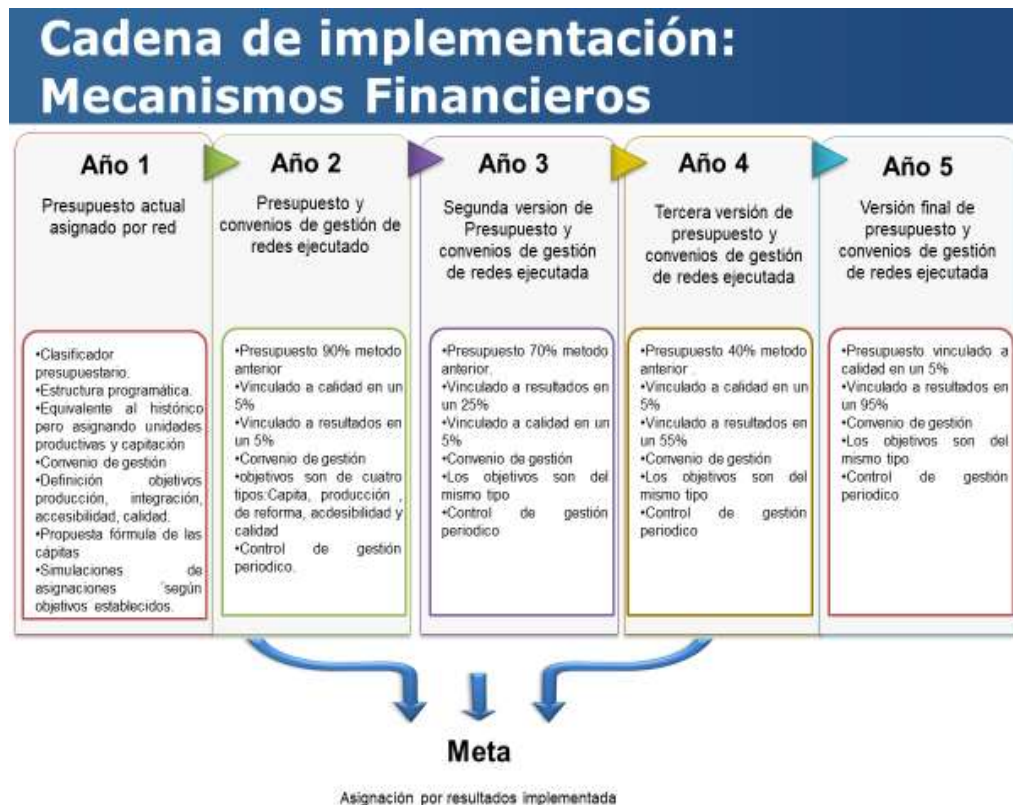 Cadena de implementación:
Mecanismos Financieros
Año 1
Presupuesto actual
asignado por red
•Clasificador
presupuestario.
•Estructura programática.
•Equivalente al histórico
pero asignando unidades
productivas y capitación
•Convenio de gestión
•Definición objetivos
producción, integración,
accesibilidad, calidad.
•Propuesta fórmula de las
cápitas
•Simulaciones de
asignaciones según
objetivos establecidos.
Año 2
Presupuesto y
convenios de gestión de
redes ejecutado
•Presupuesto 90% metodo
anterior
•Vinculado a calidad en un
5%
•Vinculado a resultados en
un 5%
•Convenio de gestión
•objetivos son de cuatro
tipos:Capita, producción ,
de reforma, acdesibilidad y
calidad
•Control de gestión
periodico.
Año 3
Segunda version de
Presupuesto y
convenios de gestión
de redes ejecutada
•Presupuesto 70% metodo
anterior.
•Vinculado a resultados en
un 25%
•Vinculado a calidad en un
5%
•Convenio de gestión
•Los objetivos son del
mismo tipo
•Control de gestión
periodico
Año 4
Tercera versión de
presupuesto y
convenios de gestión
de redes ejecutada
•Presupuesto 40% metodo
anterior .
•Vinculado a calidad en un
5%
•Vinculado a resultados en
un 55%
•Convenio de gestión
•Los objetivos son del
mismo tipo
•Control de gestión
periodico
Año 5
Versión final de
presupuesto y
convenios de gestión
de redes ejecutada
•Presupuesto vinculado a
calidad en un 5%
•Vinculado a resultados en
un 95%
•Convenio de gestión
•Los objetivos son del
mismo tipo
•Control de gestión
periodico
Meta
Asignación por resultados implementada